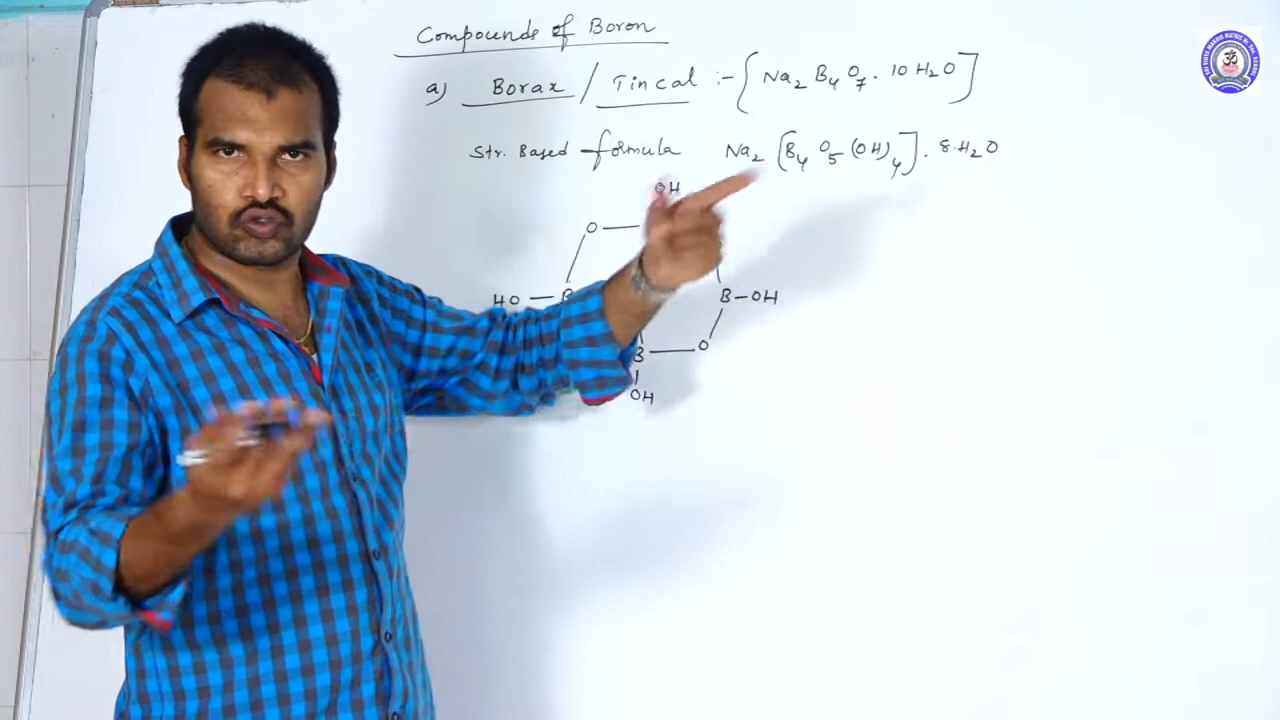 Compounds of Boron
a) Borax / Tincal :- [Na2 B4 O7 . 10 H2O]
Str. Based formula Na2 [B4 O5 (OH)4] . 8 H2O
OH
O
HO — B
B — OH
B — O
OH